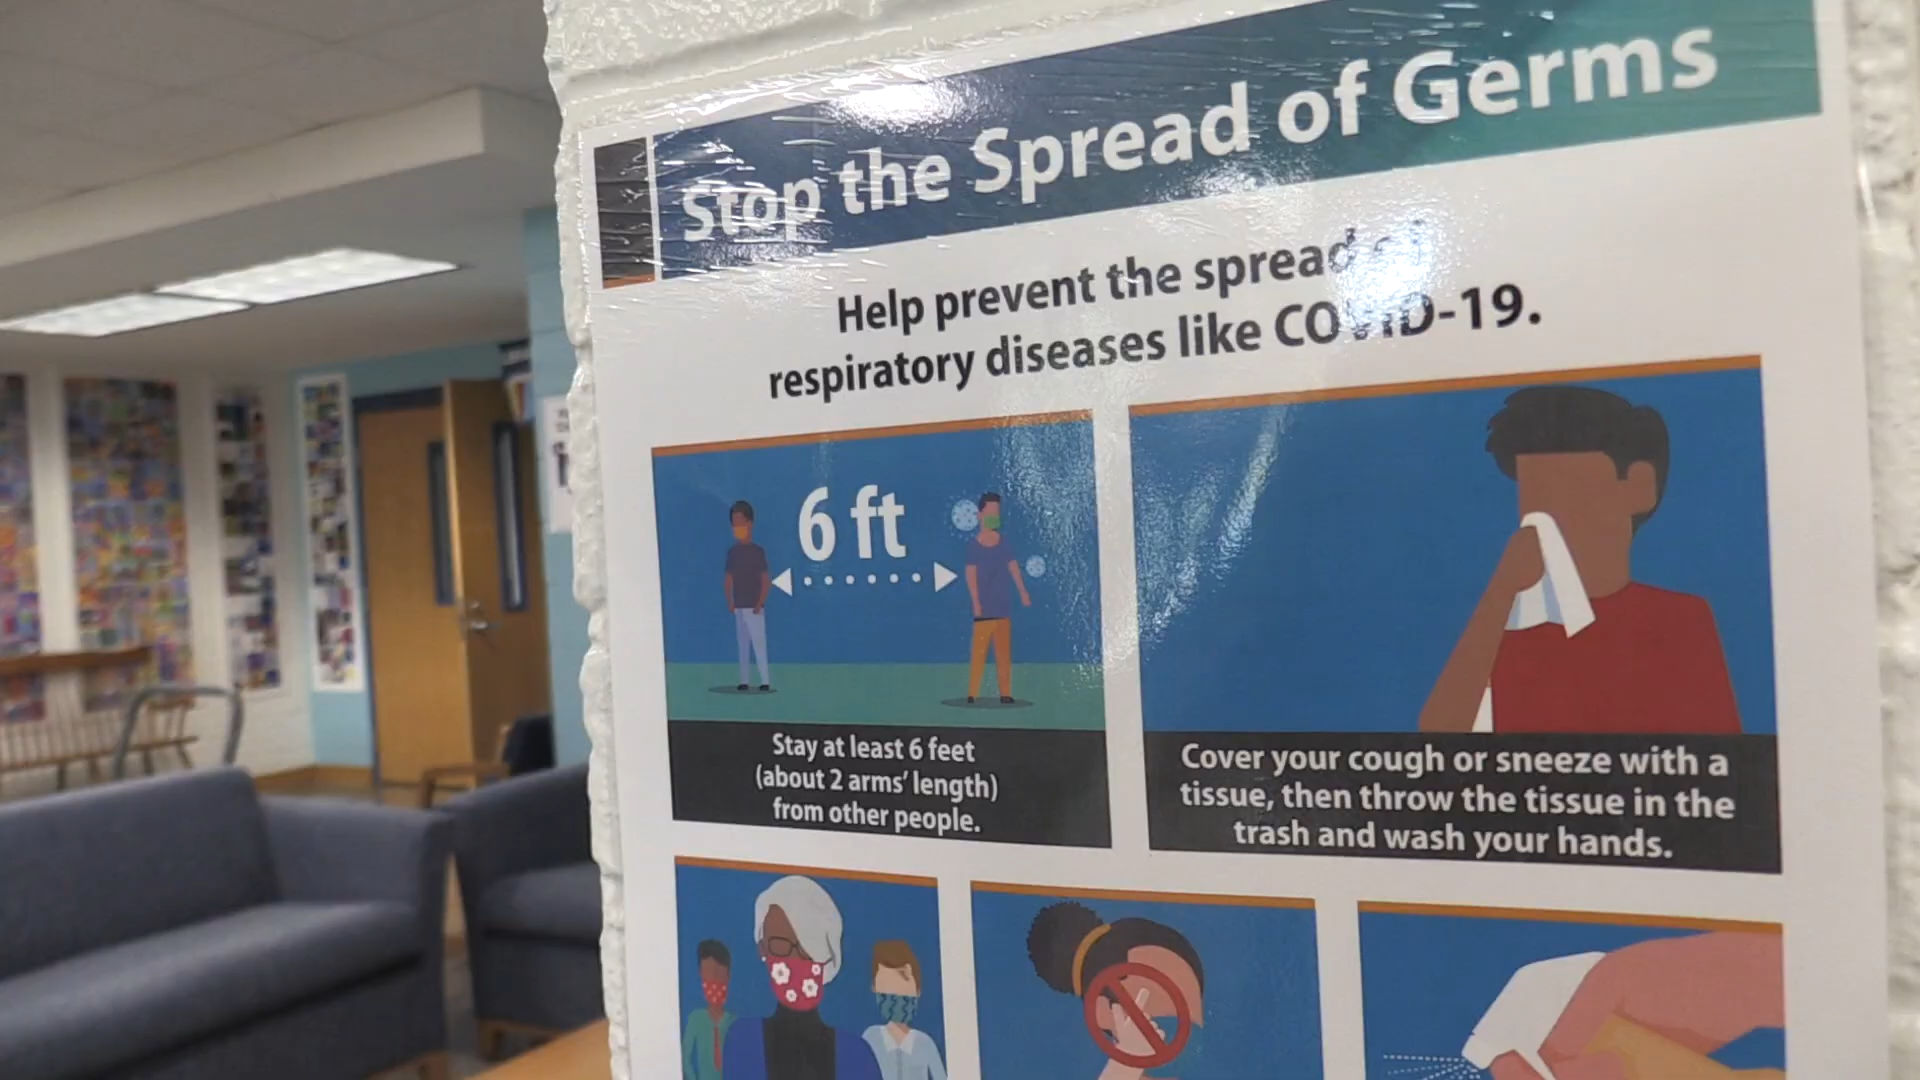 Stop the Spread of Germs
Help prevent the spread of
respiratory diseases like COVID-19.
6 ft
Stay at least 6 feet
(about 2 arms' length)
from other people.
Cover your cough or sneeze with a
tissue, then throw the tissue in the
trash and wash your hands.